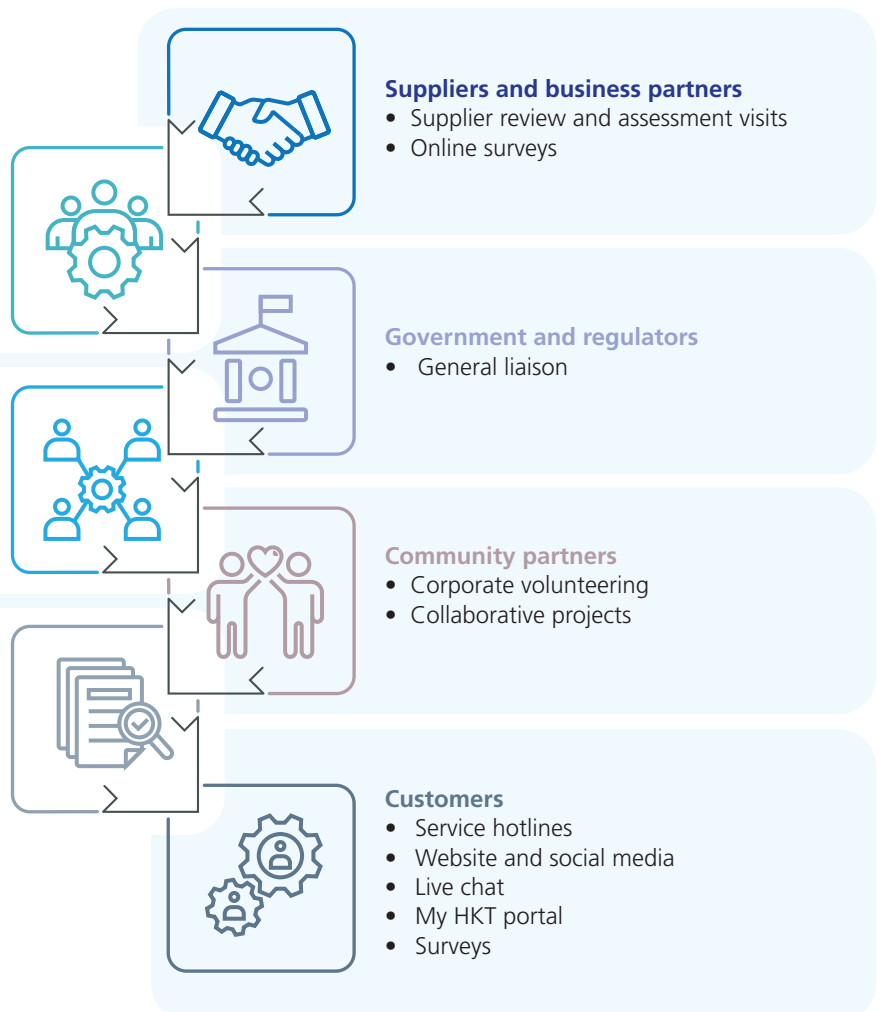 Suppliers and business partners
• Supplier review and assessment visits
• Online surveys
Government and regulators
• General liaison
Community partners
• Corporate volunteering
• Collaborative projects
Customers
• Service hotlines
• Website and social media
• Live chat
• My HKT portal
• Surveys